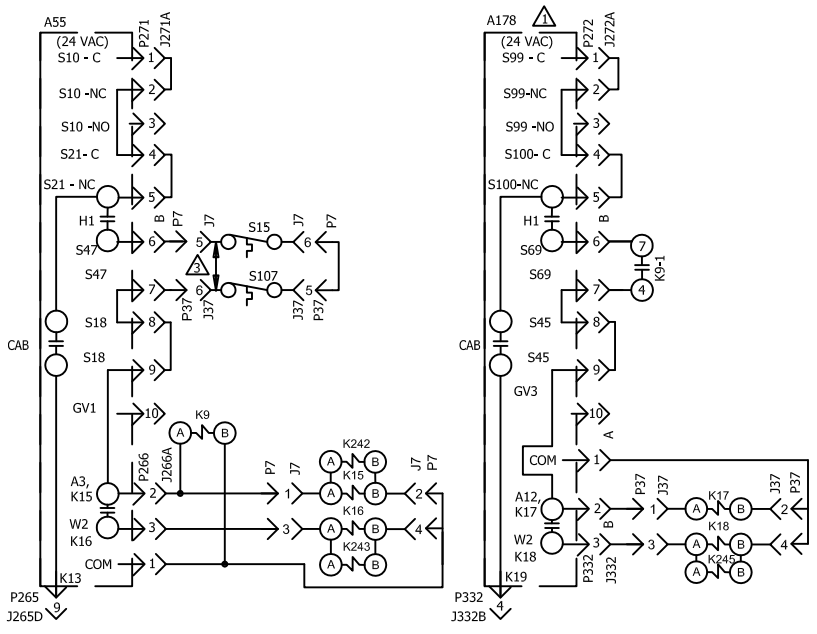 A55
(24 VAC)
S10 - C
S10 -NC
S10 -NO
S21- C
S21 - NC
H1
S47
S47
S18
S18
CAB
GV1
A3,
K15
W2
K16
COM
K13
P265
9
J265D
P271
J271A
1
2
3
4
5
B
6
7
8
9
10
P266
J266A
2
3
1
P7
J7
5
S15
J7
6
P7
3
P37
J37
6
S107
J37
5
P37
K9
A
B
P7
J7
1
3
K242
A
B
K15
A
B
K16
A
B
K243
A
B
J7
P7
2
4
A178
1
(24 VAC)
S99 - C
S99-NC
S99 -NO
S100- C
S100-NC
H1
S69
S69
S45
S45
CAB
GV3
COM
A12,
K17
W2
K18
K19
P332
4
J332B
P272
J272A
1
2
3
4
5
B
6
7
8
9
10
7
K9-1
4
A
1
2
B
3
P332
J332
P37
J37
1
3
K17
A
B
K18
A
B
K245
A
B
J37
P37
2
4